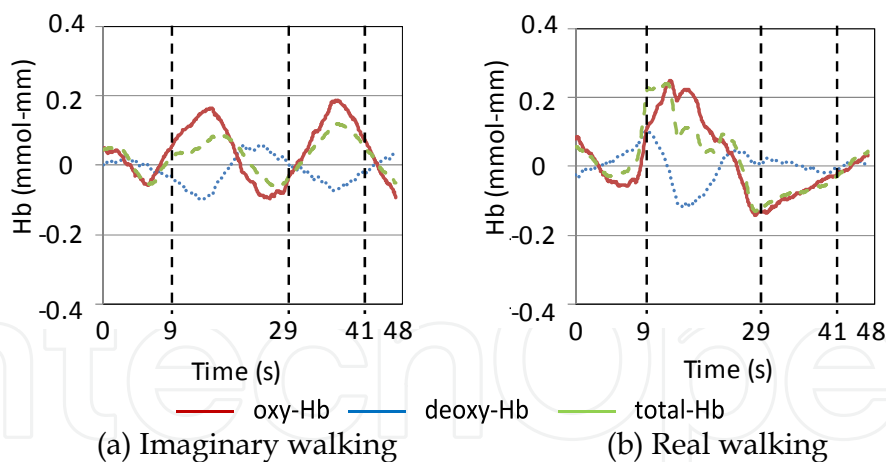 0.4
0.2
0
-0.2
-0.4
Hb (mmol-mm)
0 9 29 41 48
Time (s)
0.4
0.2
0
-0.2
-0.4
Hb (mmol-mm)
0 9 29 41 48
Time (s)
oxy-Hb deoxy-Hb total-Hb
(a) Imaginary walking (b) Real walking